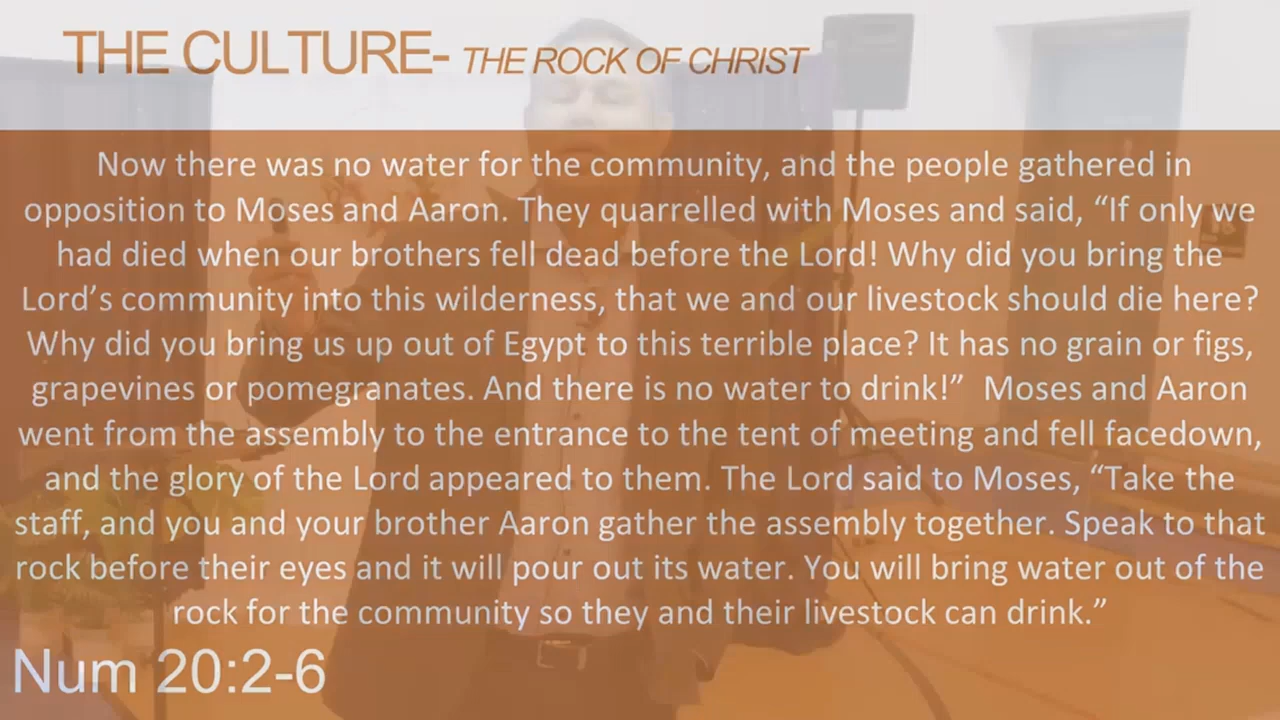 THE CULTURE- THE ROCK OF CHRIST
Now there was no water for the community, and the people gathered in
opposition to Moses and Aaron. They quarrelled with Moses and said, “If only we
had died when our brothers fell dead before the Lord! Why did you bring the
Lord’s community into this wilderness, that we and our livestock should die here?
Why did you bring us up out of Egypt to this terrible place? It has no grain or figs,
grapevines or pomegranates. And there is no water to drink!” Moses and Aaron
went from the assembly to the entrance to the tent of meeting and fell facedown,
and the glory of the Lord appeared to them. The Lord said to Moses, “Take the
staff, and you and your brother Aaron gather the assembly together. Speak to that
rock before their eyes and it will pour out its water. You will bring water out of the
rock for the community so they and their livestock can drink.”
Num 20:2-6